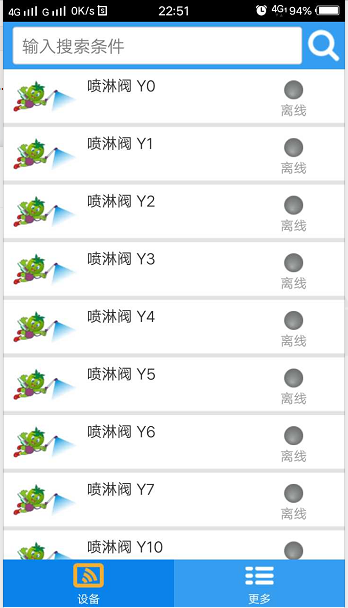 4G G 0K/s S 22:51 4G 94%
输入搜索条件
喷淋阀 Y0
离线
喷淋阀 Y1
离线
喷淋阀 Y2
离线
喷淋阀 Y3
离线
喷淋阀 Y4
离线
喷淋阀 Y5
离线
喷淋阀 Y6
离线
喷淋阀 Y7
离线
喷淋阀 Y10
设备 更多